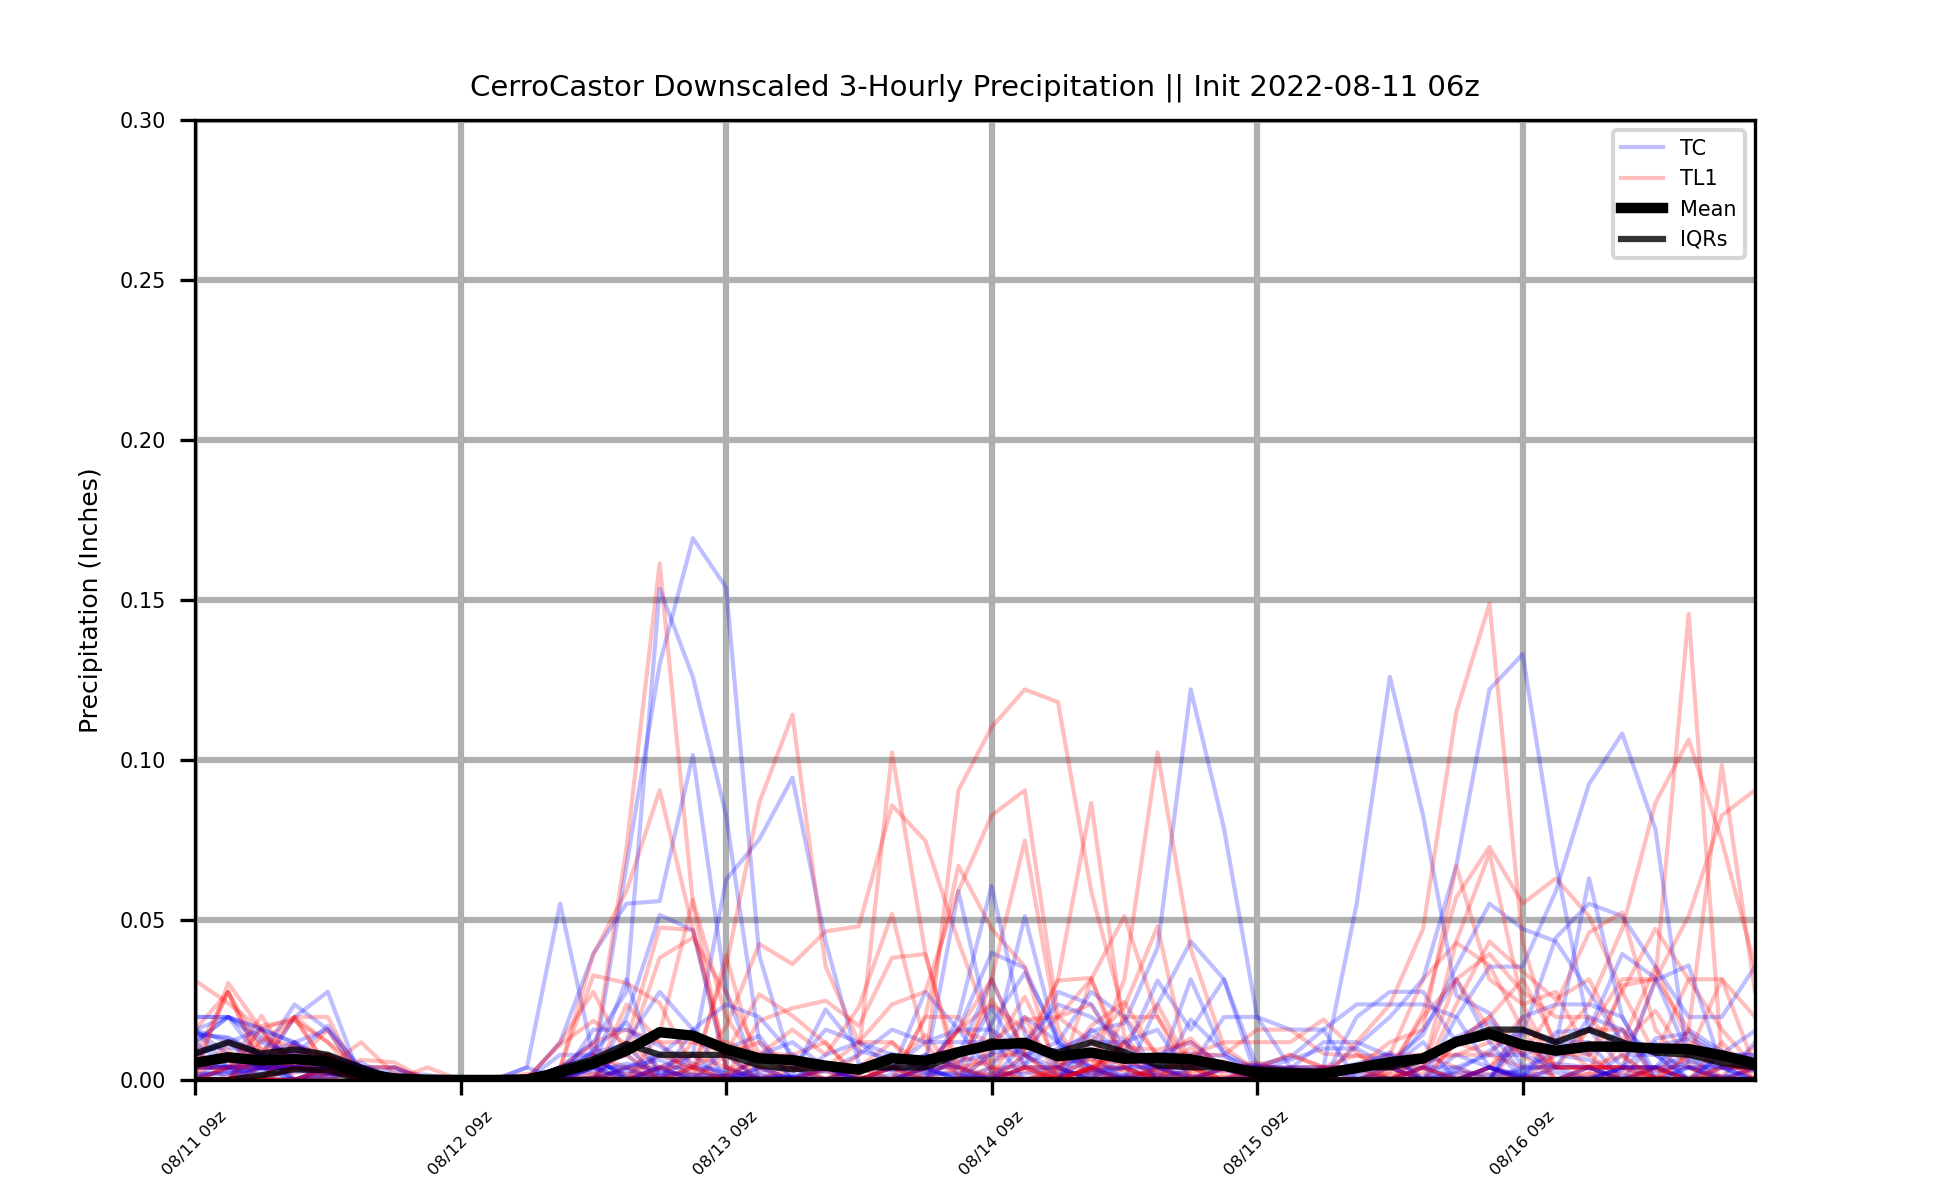 CerroCastor Downscaled 3-Hourly Precipitation || Init 2022-08-11 06z
0.30
0.25
0.20
0.15
0.10
0.05
0.00
Precipitation (Inches)
TC
TL1
Mean
IQRs
08/11 09z
08/12 09z
08/13 09z
08/14 09z
08/15 09z
08/16 09z